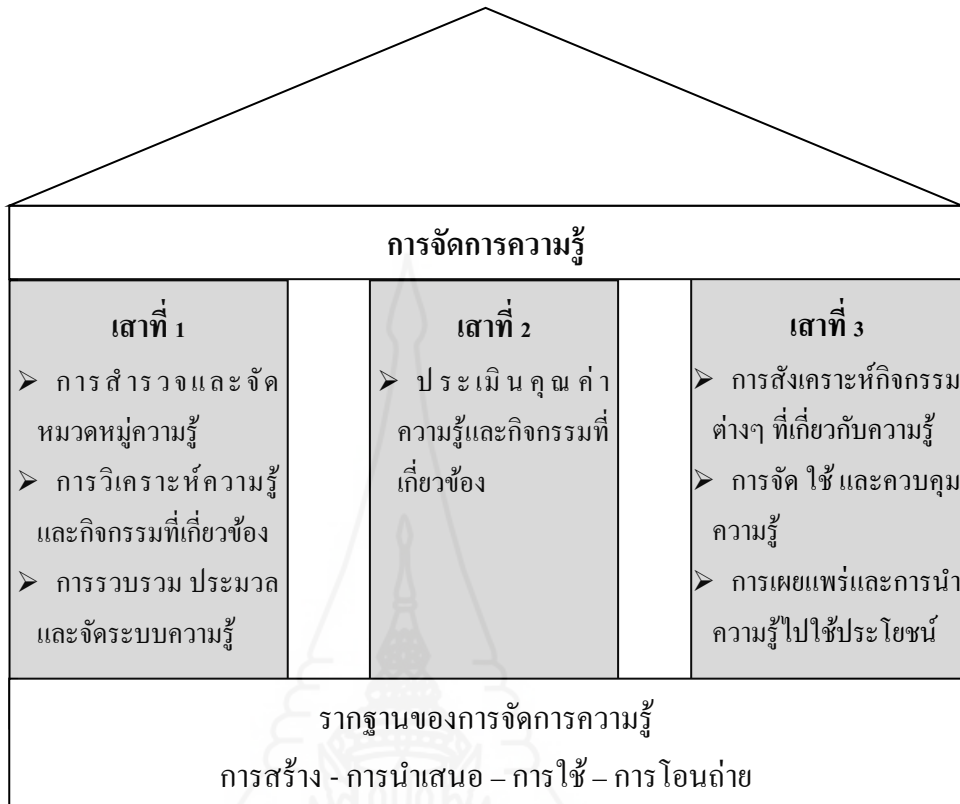 การจัดการความรู้
เสาที่ 1
➢ การสำรวจและจัด
หมวดหมู่ความรู้
➢ การวิเคราะห์ความรู้
และกิจกรรมที่เกี่ยวข้อง
➢ การรวบรวม ประมวล
และจัดระบบความรู้
เสาที่ 2
➢ ประเมินคุณค่า
ความรู้และกิจกรรมที่
เกี่ยวข้อง
เสาที่ 3
➢ การสังเคราะห์กิจกรรม
ต่างๆ ที่เกี่ยวกับความรู้
➢ การจัด ใช้ และควบคุม
ความรู้
➢ การเผยแพร่และการนำ
ความรู้ไปใช้ประโยชน์
รากฐานของการจัดการความรู้
การสร้าง - การนำเสนอ – การใช้ – การโอนถ่าย